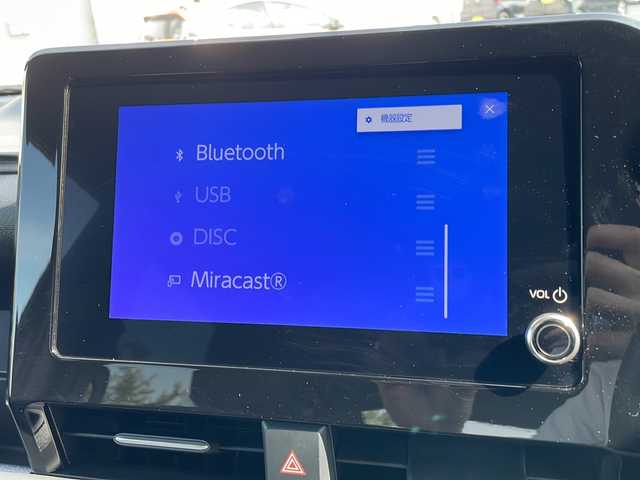 機器設定
Bluetooth
USB
DISC
Miracast®
VOL